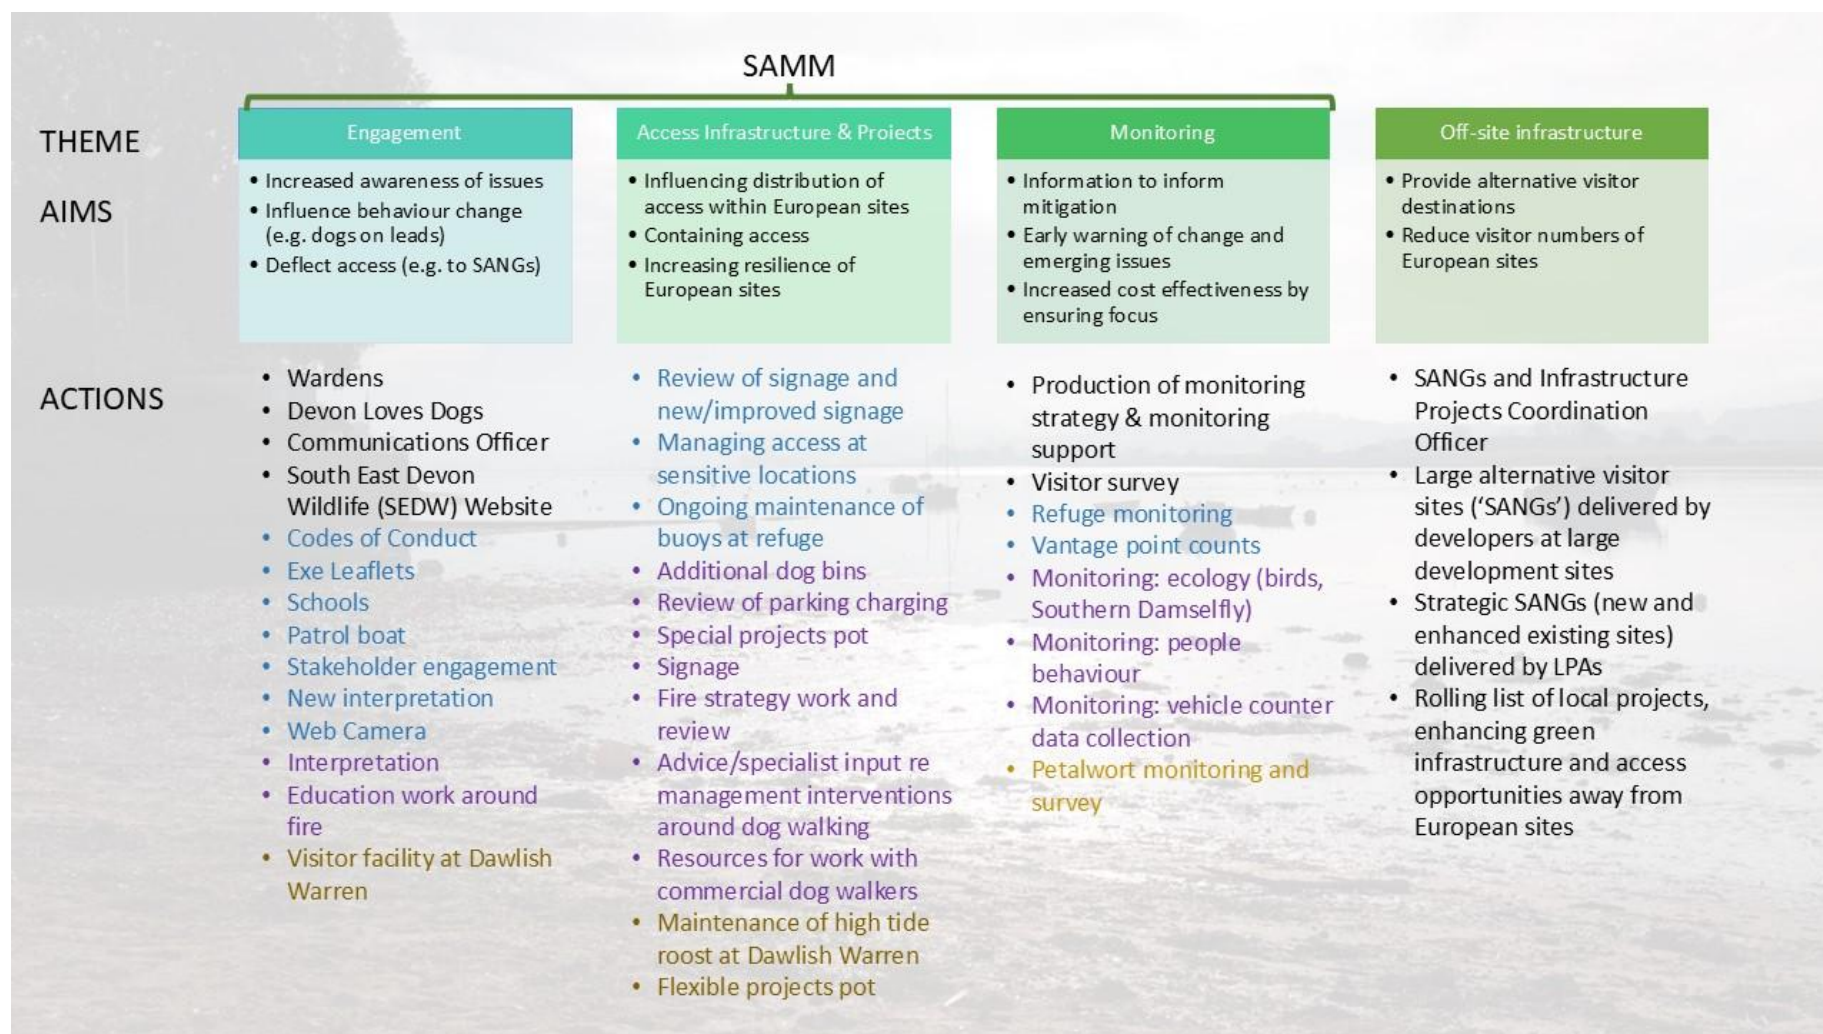 SAMM
THEME
Engagement
Access Infrastructure & Projects
Monitoring
Off-site infrastructure
AIMS
• Increased awareness of issues
• Influence behaviour change
(e.g. dogs on leads)
• Deflect access (e.g. to SANGs)
• Influencing distribution of
access within European sites
• Containing access
• Increasing resilience of
European sites
• Information to inform
mitigation
• Early warning of change and
emerging issues
• Increased cost effectiveness by
ensuring focus
• Provide alternative visitor
destinations
• Reduce visitor numbers of
European sites
ACTIONS
• Wardens
• Devon Loves Dogs
• Communications Officer
• South East Devon
Wildlife (SEDW) Website
• Codes of Conduct
• Exe Leaflets
• Schools
• Patrol boat
• Stakeholder engagement
• New interpretation
• Web Camera
• Interpretation
• Education work around
fire
• Visitor facility at Dawlish
Warren
• Review of signage and
new/improved signage
• Managing access at
sensitive locations
• Ongoing maintenance of
buoys at refuge
• Additional dog bins
• Review of parking charging
• Special projects pot
• Signage
• Fire strategy work and
review
• Advice/specialist input re
management interventions
around dog walking
• Resources for work with
commercial dog walkers
• Maintenance of high tide
roost at Dawlish Warren
• Flexible projects pot
• Production of monitoring
strategy & monitoring
support
• Visitor survey
• Refuge monitoring
• Vantage point counts
• Monitoring: ecology (birds,
Southern Damselfly)
• Monitoring: people
behaviour
• Monitoring: vehicle counter
data collection
• Petalwort monitoring and
survey
• SANGs and Infrastructure
Projects Coordination
Officer
• Large alternative visitor
sites (‘SANGs’) delivered by
developers at large
development sites
• Strategic SANGs (new and
enhanced existing sites)
delivered by LPAs
• Rolling list of local projects,
enhancing green
infrastructure and access
opportunities away from
European sites